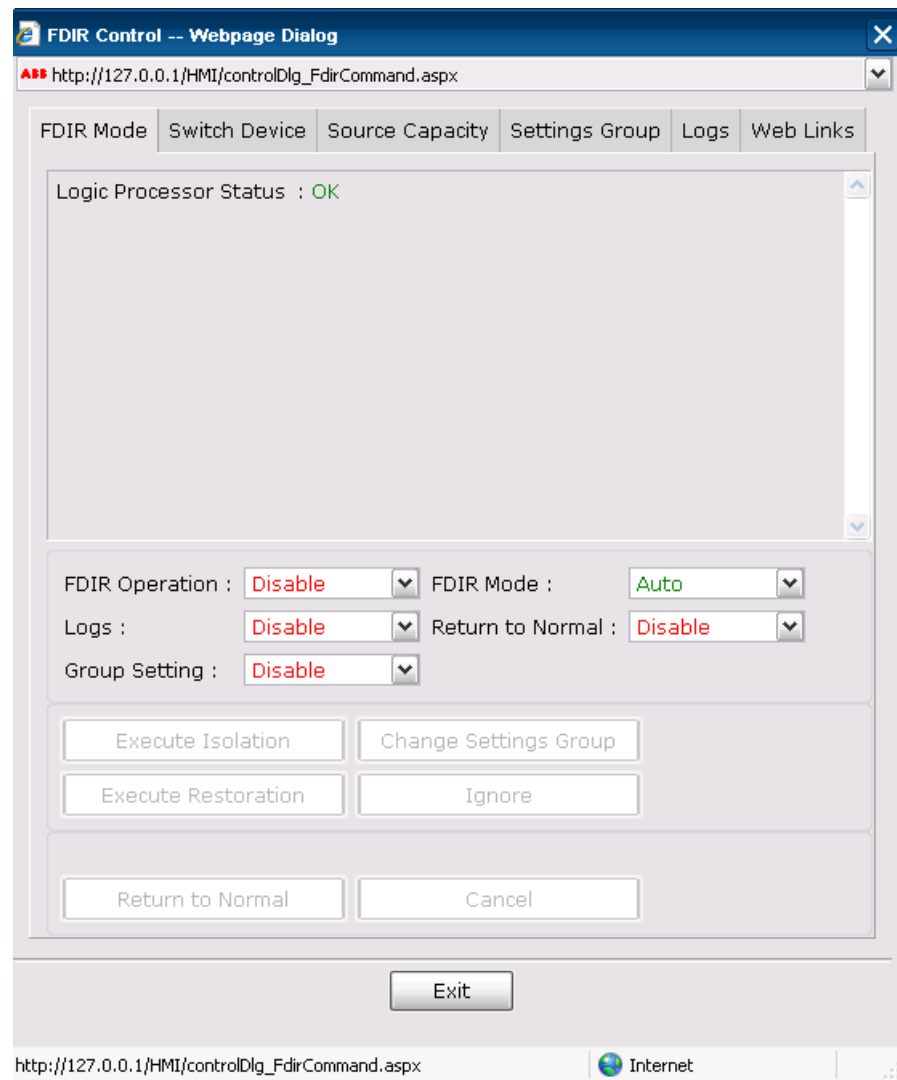 FDIR Control -- Webpage Dialog
ABB http://127.0.0.1/HMI/controlDlg_FdirCommand.aspx
FDIR Mode Switch Device Source Capacity Settings Group Logs Web Links
Logic Processor Status : OK
FDIR Operation : Disable FDIR Mode : Auto
Logs : Disable Return to Normal : Disable
Group Setting : Disable
Execute Isolation Change Settings Group
Execute Restoration Ignore
Return to Normal Cancel
Exit
http://127.0.0.1/HMI/controlDlg_FdirCommand.aspx Internet